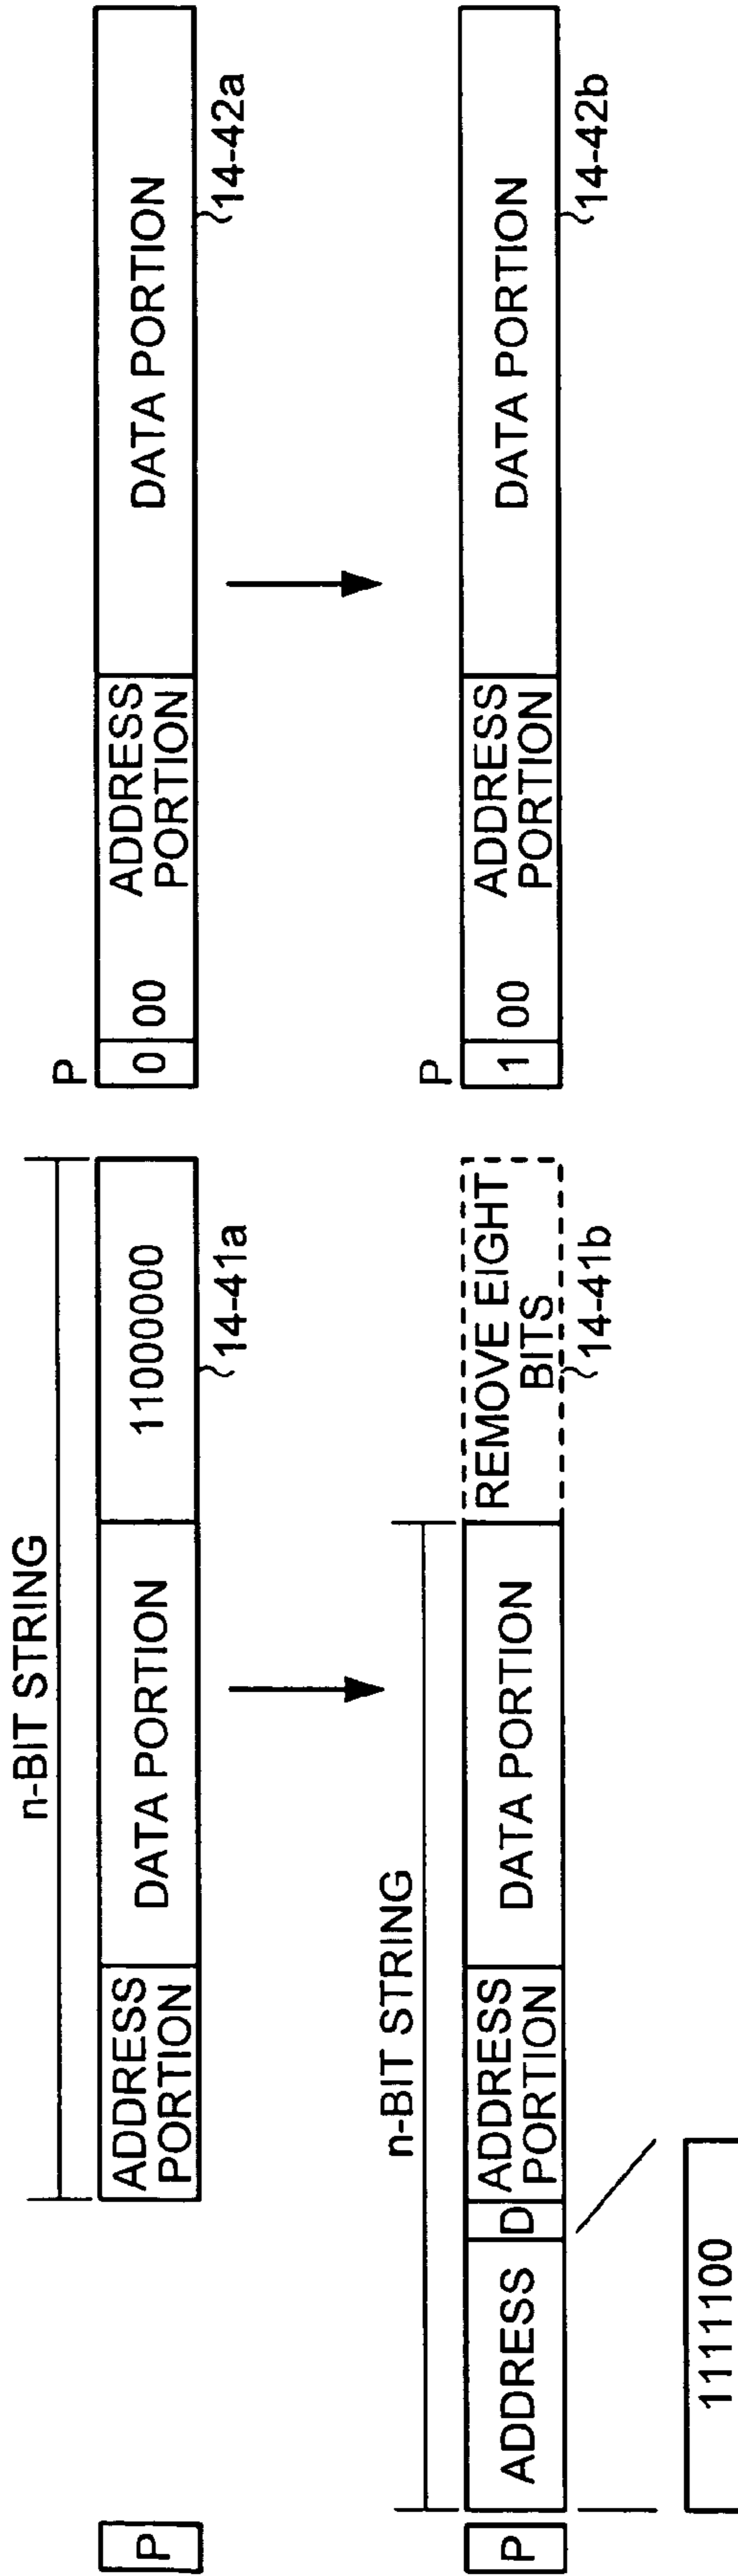 n-BIT STRING
P
ADDRESS
PORTION
DATA PORTION
11000000
14-41a
n-BIT STRING
P
ADDRESS
D
ADDRESS
PORTION
DATA PORTION
REMOVE EIGHT
BITS
14-41b
1111100
P
0
00
ADDRESS
PORTION
DATA PORTION
14-42a
P
1
00
ADDRESS
PORTION
DATA PORTION
14-42b